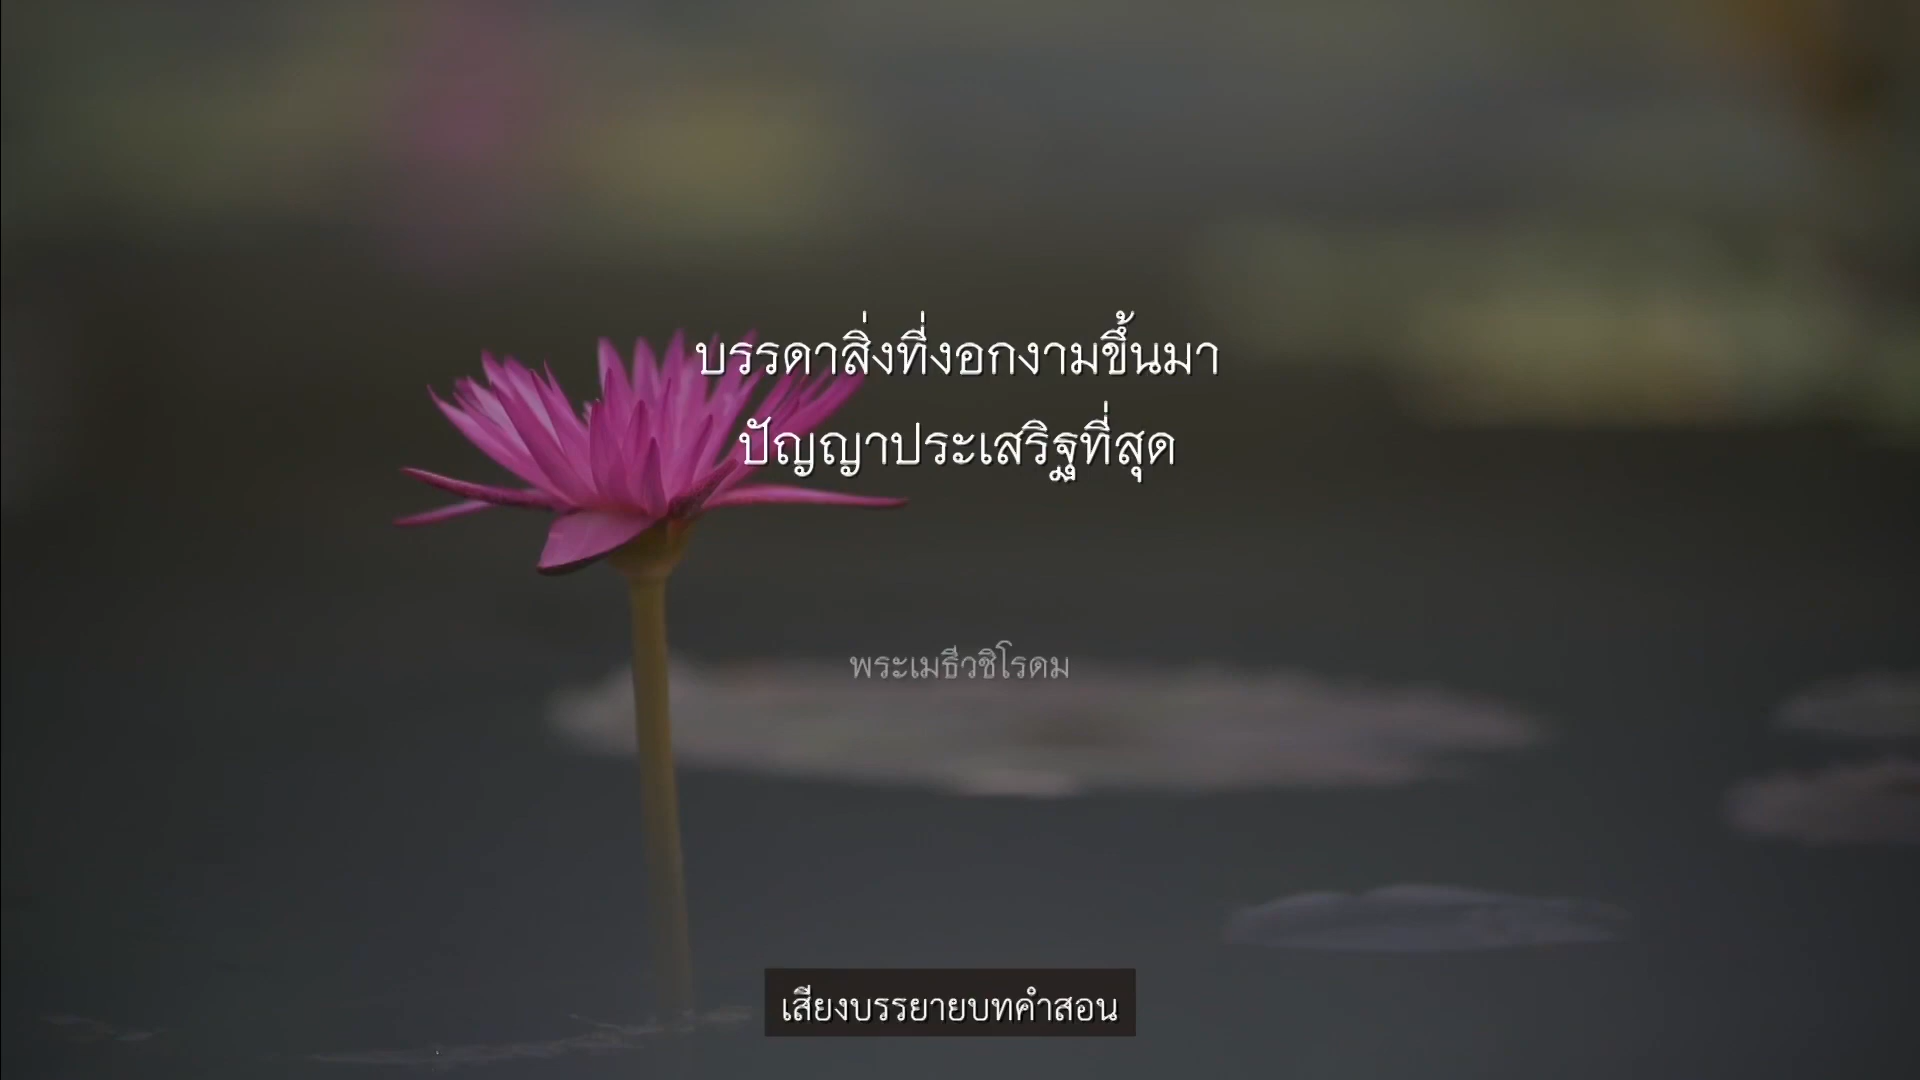 บรรดาสิ่งที่งอกงามขึ้นมา
ปัญญาประเสริฐที่สุด
พระเมธีวชิโรดม
เสียงบรรยายบทคำสอน